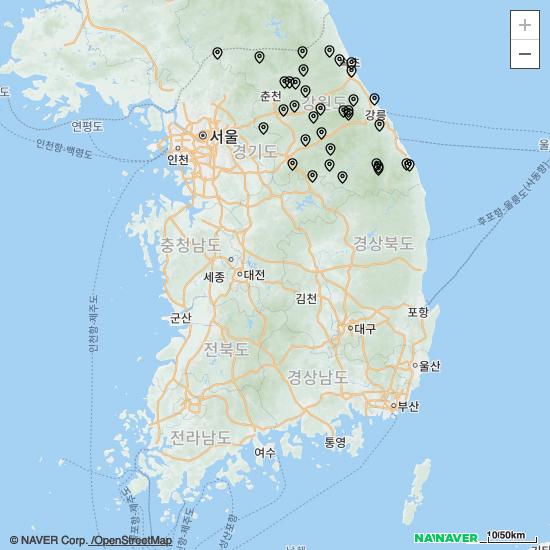 +
−
춘천
강원도
강릉
연평도
서울
인천
경기도
인천항-백령도
울
후포항-울릉도(사동항)
충청남도
경상북도
세종
대전
김천
인천항-제주도
군산
포항
전북도
대구
경상남도
울산
부산
전라남도
여수
통영
© NAVER Corp. /OpenStreetMap
NAVER
10/50km